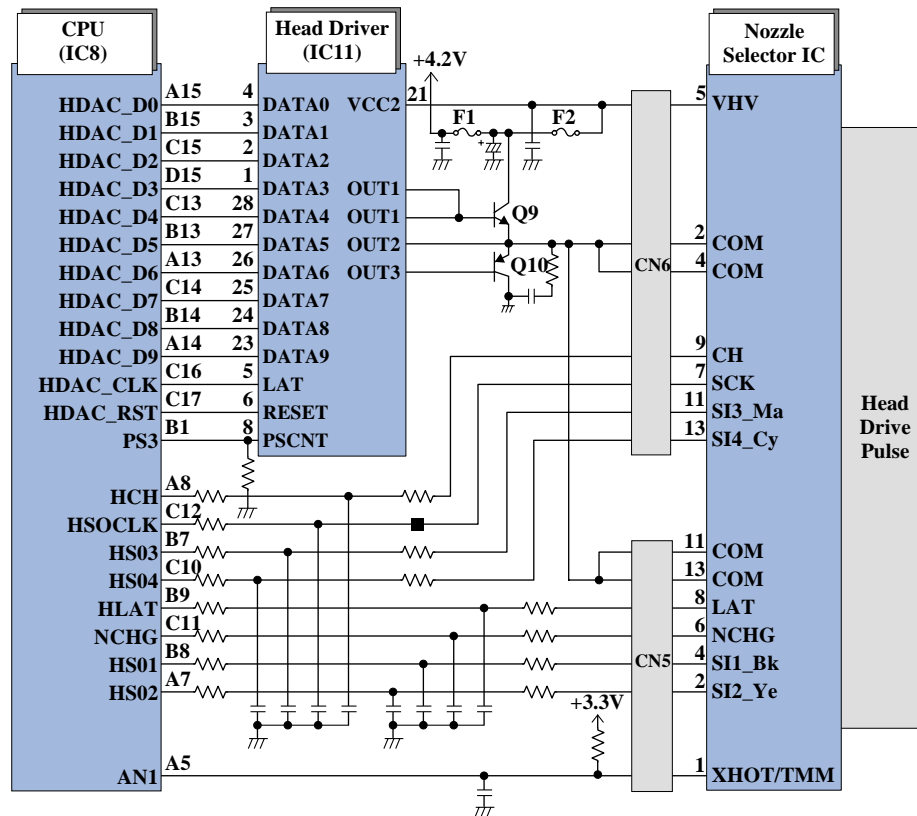 CPU
(IC8)
Head Driver
(IC11)
Nozzle
Selector IC
+4.2V
HDAC_D0 A15 4 DATA0 VCC2 21 5 VHV
HDAC_D1 B15 3 DATA1 F1 F2
+
HDAC_D2 C15 2 DATA2
HDAC_D3 D15 1 DATA3 OUT1
HDAC_D4 C13 28 DATA4 OUT1 Q9
HDAC_D5 B13 27 DATA5 OUT2 2 COM
HDAC_D6 A13 26 DATA6 OUT3 Q10 CN6 4 COM
HDAC_D7 C14 25 DATA7
HDAC_D8 B14 24 DATA8
HDAC_D9 A14 23 DATA9 9 CH
HDAC_CLK C16 5 LAT 7 SCK
HDAC_RST C17 6 RESET 11 SI3_Ma
PS3 B1 8 PSCNT 13 SI4_Cy
Head
Drive
Pulse
HCH A8
HSOCLK C12
HS03 B7 11 COM
HS04 C10 13 COM
HLAT B9 8 LAT
NCHG C11 6 NCHG
HS01 B8 CN5 4 SI1_Bk
HS02 A7 2 SI2_Ye
+3.3V
AN1 A5 1 XHOT/TMM